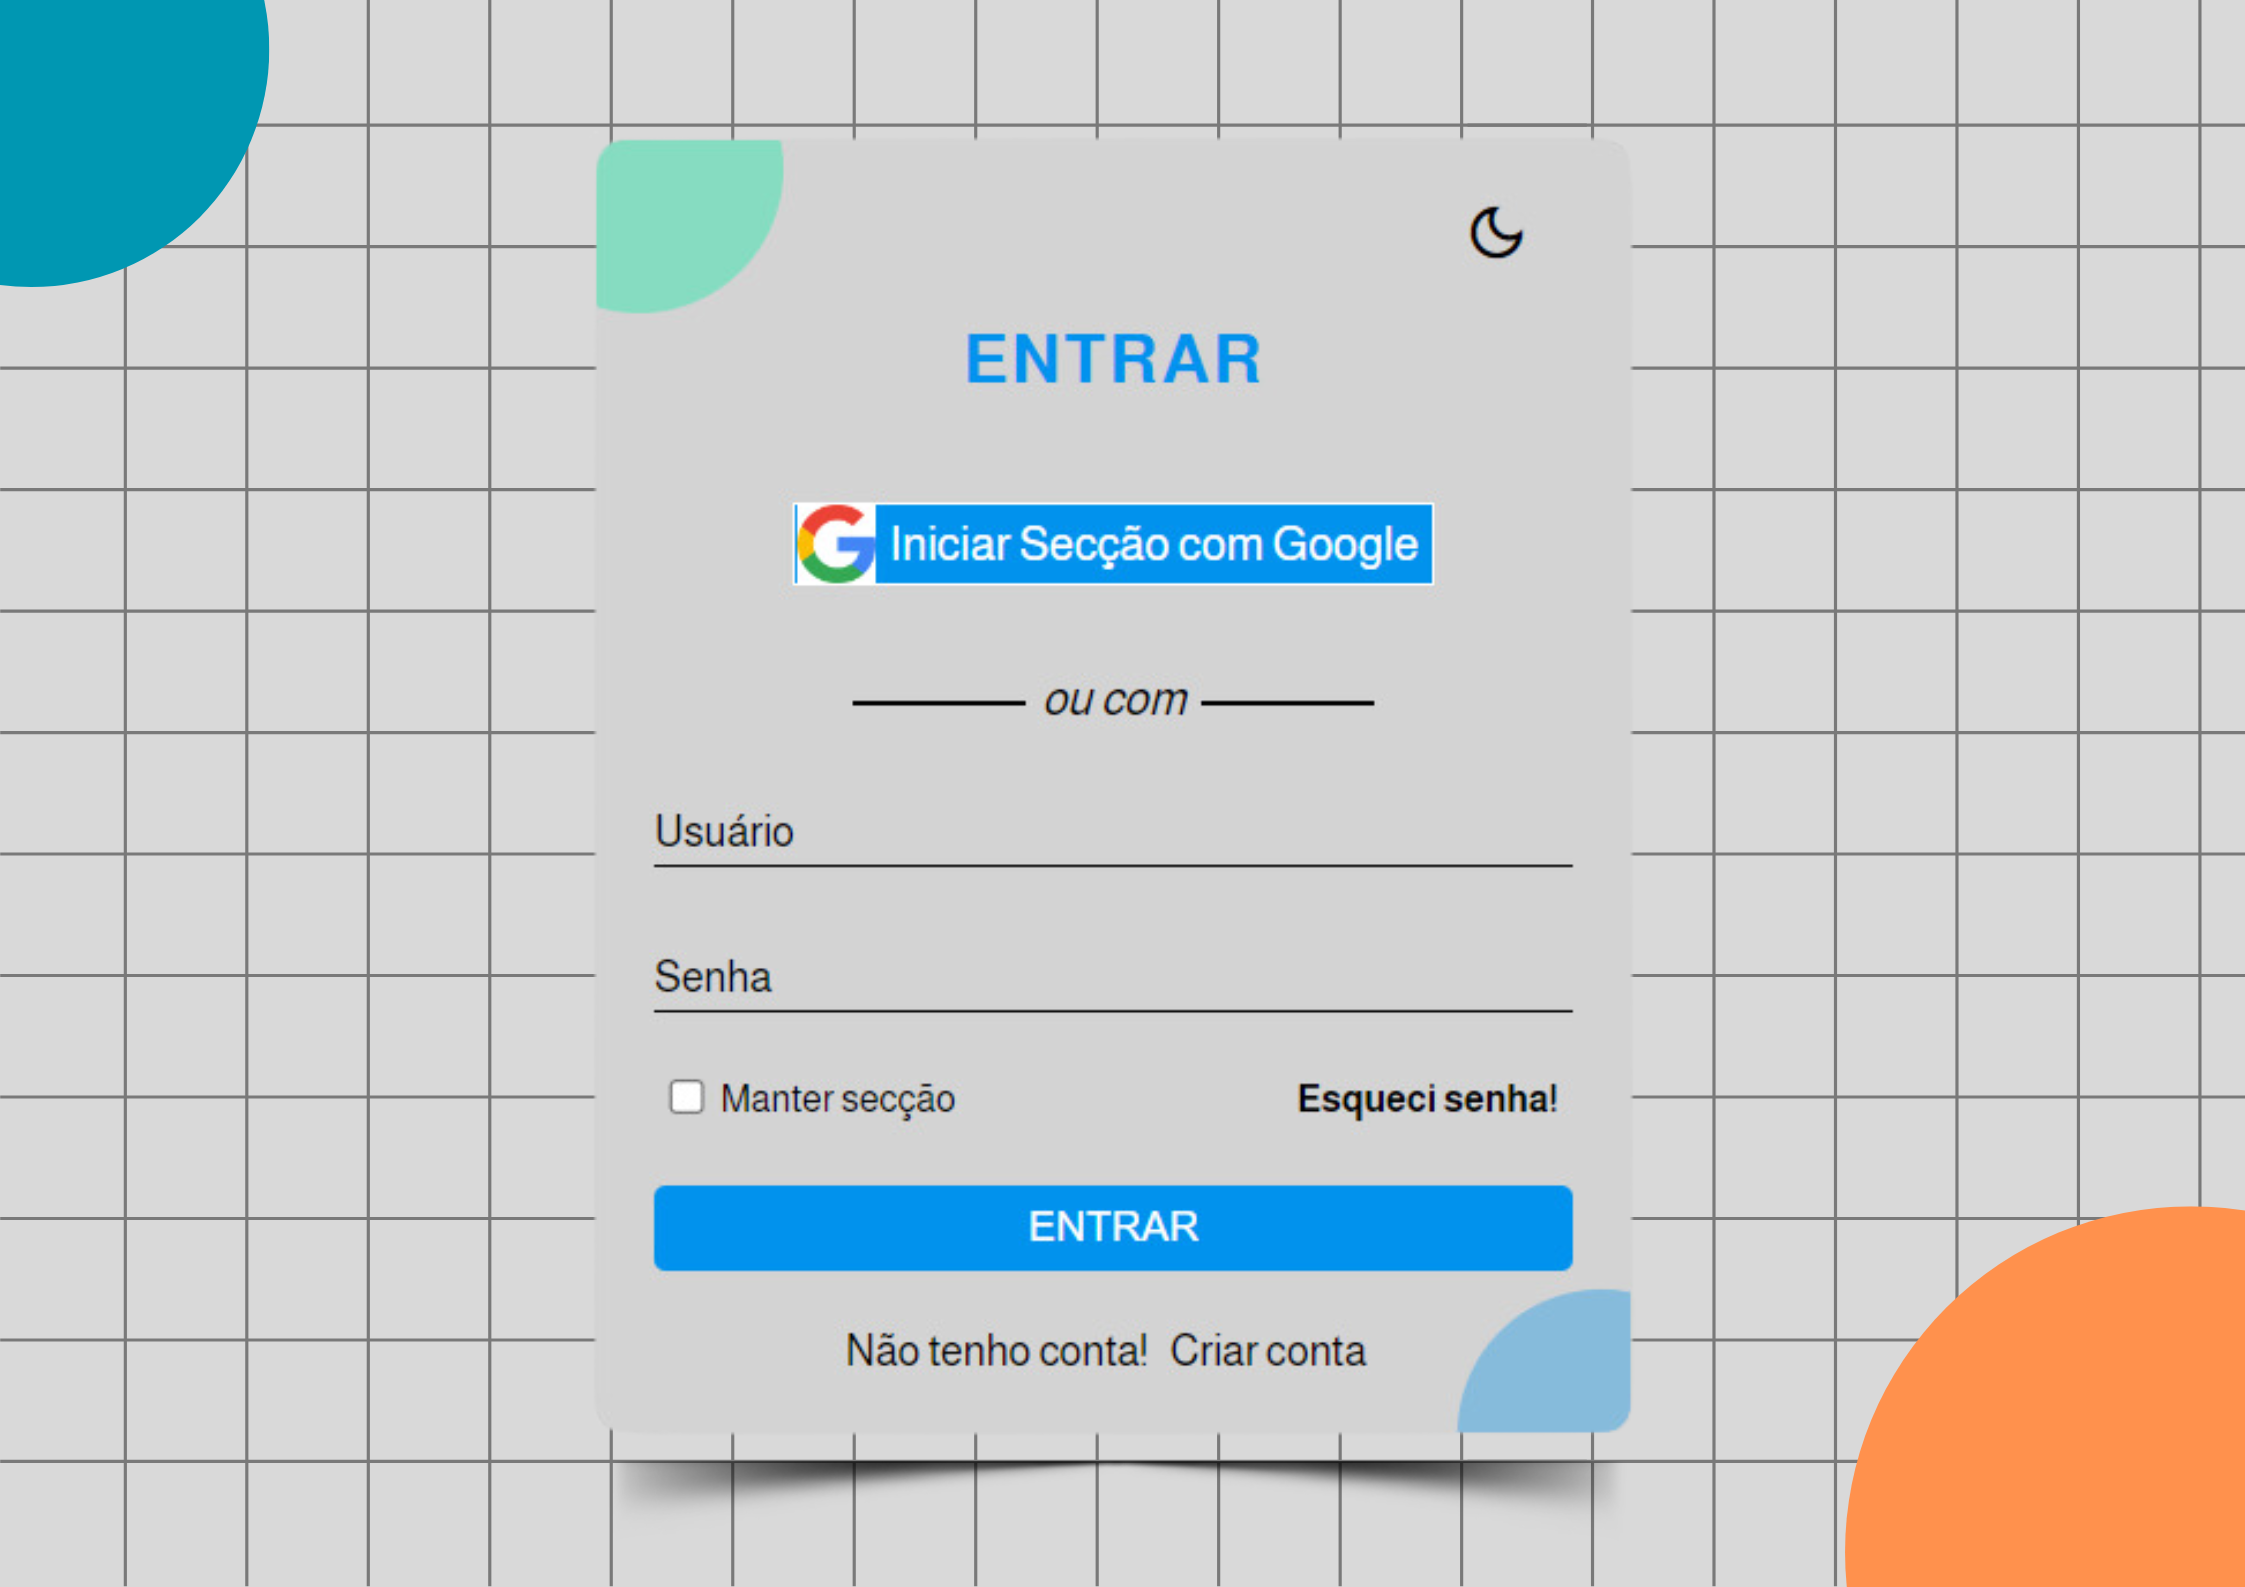 ENTRAR
Iniciar Secção com Google
ou com
Usuário
Senha
Manter secção
Esqueci senha!
ENTRAR
Não tenho conta! Criar conta